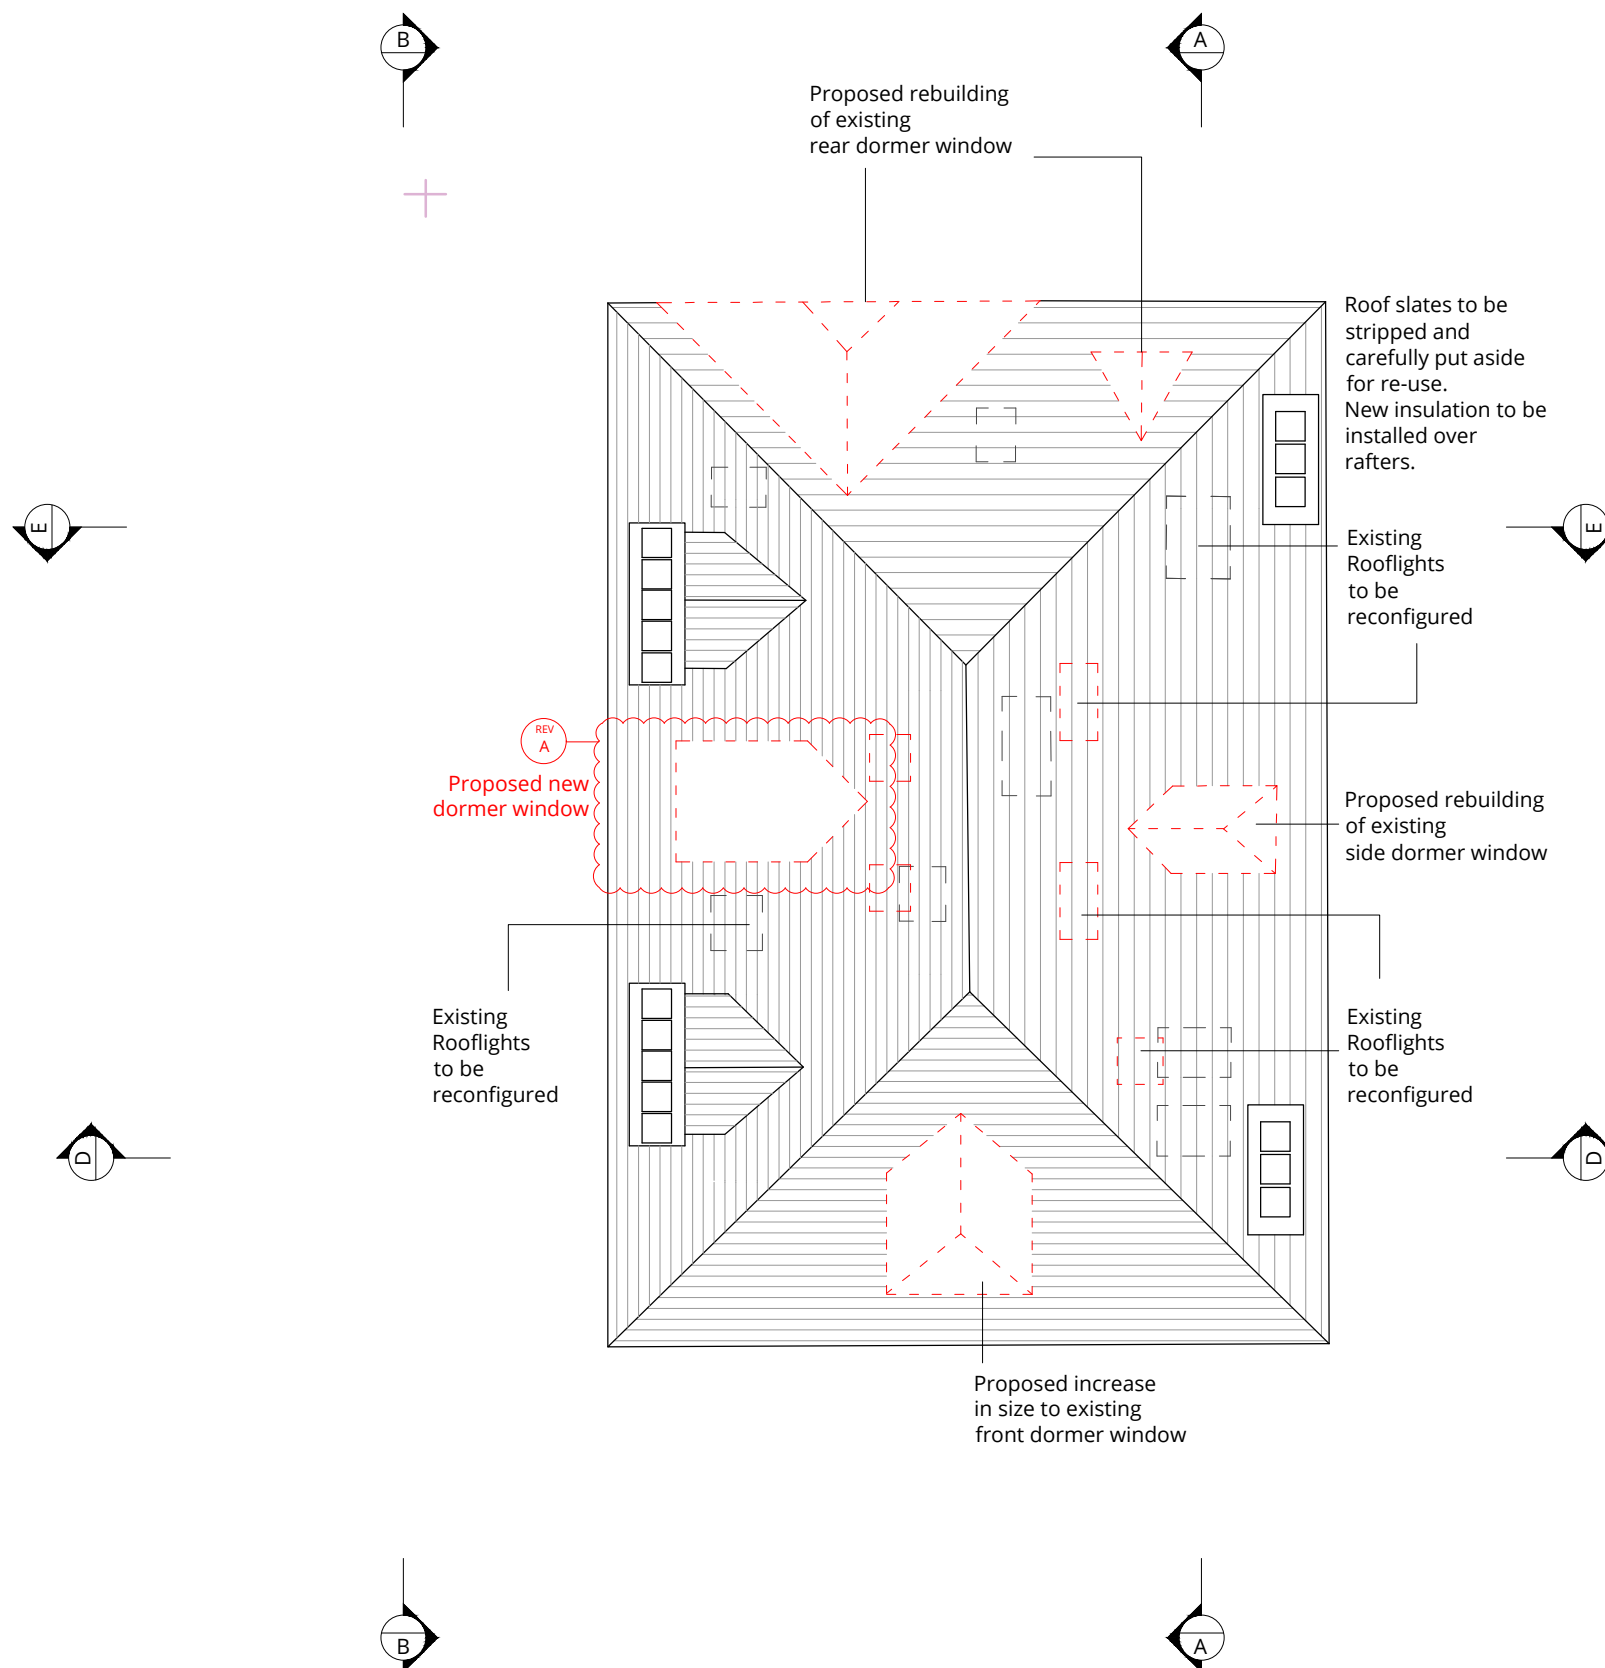 B
A
Proposed rebuilding
of existing
rear dormer window
Roof slates to be
stripped and
carefully put aside
for re-use.
New insulation to be
installed over
rafters.
E
E
Existing
Rooflights
to be
reconfigured
REV
A
Proposed new
dormer window
Proposed rebuilding
of existing
side dormer window
Existing
Rooflights
to be
reconfigured
Existing
Rooflights
to be
reconfigured
D
D
Proposed increase
in size to existing
front dormer window
B
A